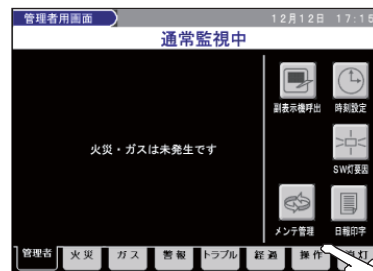 管理者用画面
12月12日 17:15
通常監視中
副表示機呼出
時刻設定
火災・ガスは未発生です
SW灯要因
メンテ管理
日報印字
管理者 火災 ガス 警報 トラブル 経過 操作